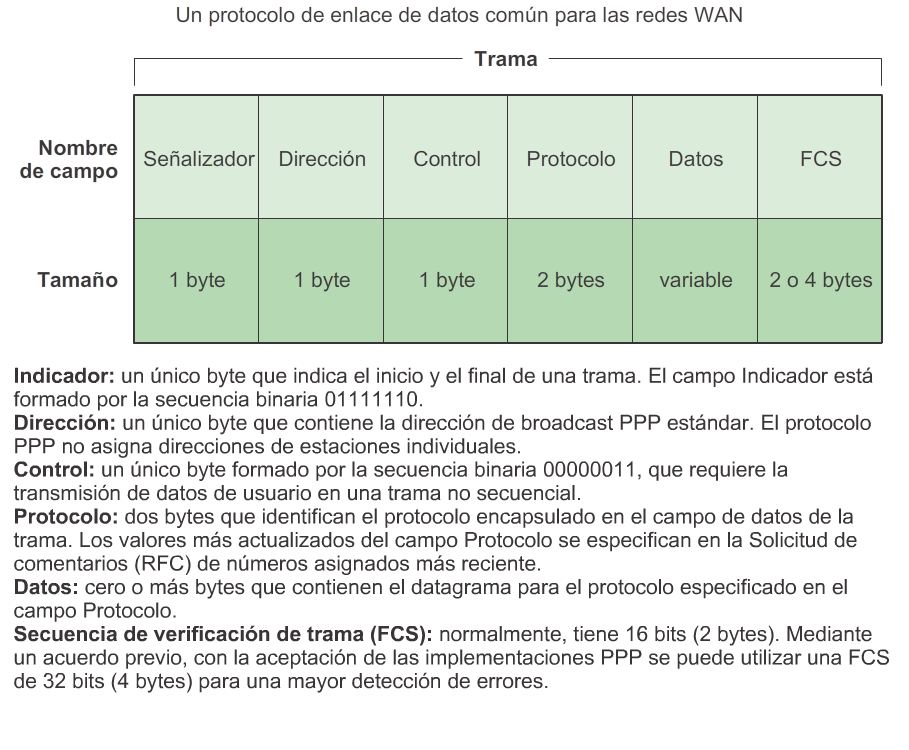 Un protocolo de enlace de datos común para las redes WAN
Trama
Nombre
de campo
Señalizador Dirección Control Protocolo Datos FCS
Tamaño 1 byte 1 byte 1 byte 2 bytes variable 2 o 4 bytes
Indicador: un único byte que indica el inicio y el final de una trama. El campo Indicador está
formado por la secuencia binaria 01111110.
Dirección: un único byte que contiene la dirección de broadcast PPP estándar. El protocolo
PPP no asigna direcciones de estaciones individuales.
Control: un único byte formado por la secuencia binaria 00000011, que requiere la
transmisión de datos de usuario en una trama no secuencial.
Protocolo: dos bytes que identifican el protocolo encapsulado en el campo de datos de la
trama. Los valores más actualizados del campo Protocolo se especifican en la Solicitud de
comentarios (RFC) de números asignados más reciente.
Datos: cero o más bytes que contienen el datagrama para el protocolo especificado en el
campo Protocolo.
Secuencia de verificación de trama (FCS): normalmente, tiene 16 bits (2 bytes). Mediante
un acuerdo previo, con la aceptación de las implementaciones PPP se puede utilizar una FCS
de 32 bits (4 bytes) para una mayor detección de errores.